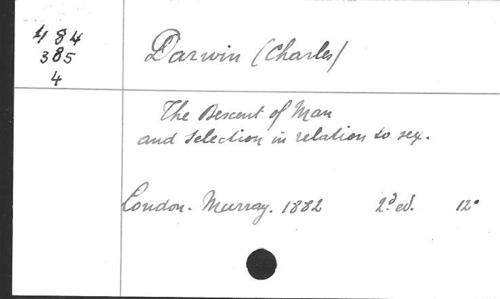 484
385
4
Darwin (Charles)
The Descent of Man
and selection in relation to sex.
London - Murray. 1882 2d ed. 12°